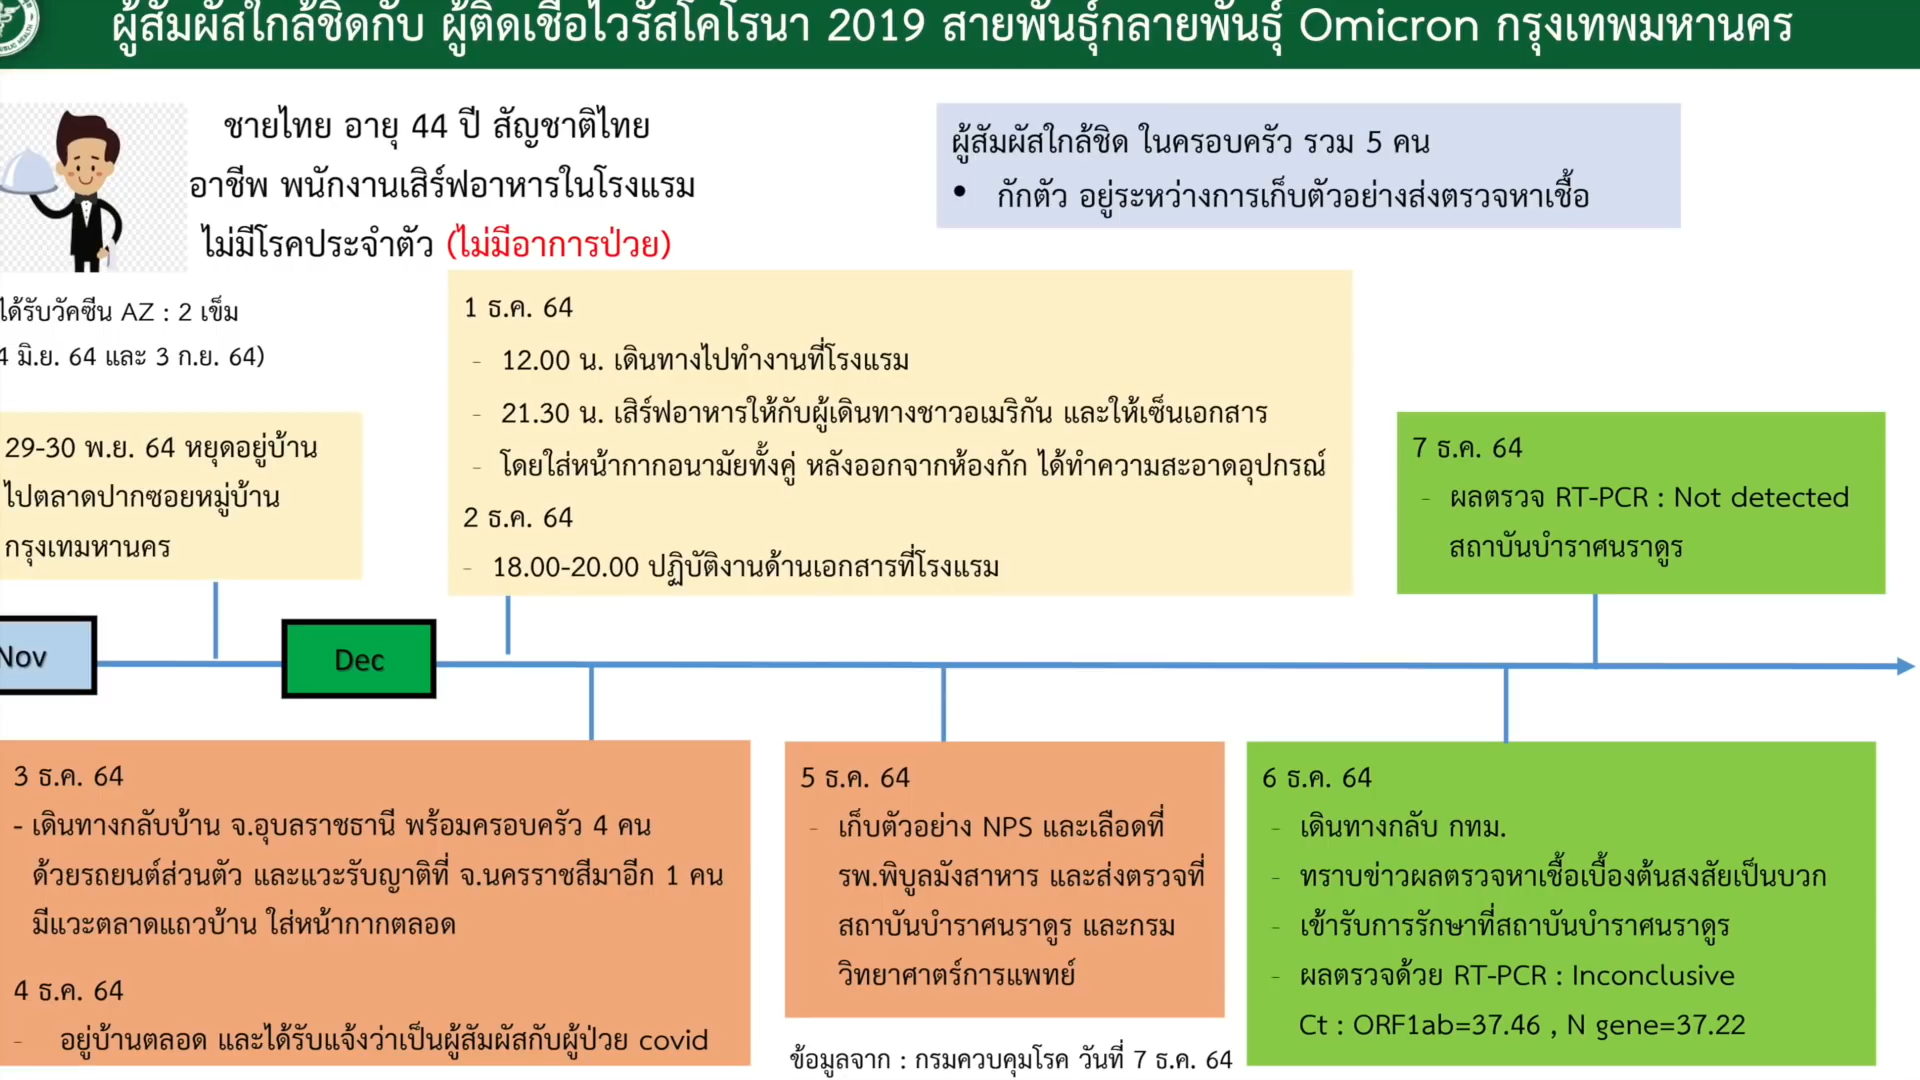 ผู้สัมผัสใกล้ชิดกับ ผู้ติดเชื้อไวรัสโคโรนา 2019 สายพันธุ์กลายพันธุ์ Omicron กรุงเทพมหานคร
ชายไทย อายุ 44 ปี สัญชาติไทย
อาชีพ พนักงานเสิร์ฟอาหารในโรงแรม
ไม่มีโรคประจำตัว (ไม่มีอาการป่วย)
ผู้สัมผัสใกล้ชิด ในครอบครัว รวม 5 คน
• กักตัว อยู่ระหว่างการเก็บตัวอย่างส่งตรวจหาเชื้อ
ได้รับวัคซีน AZ : 2 เข็ม
4 มิ.ย. 64 และ 3 ก.ย. 64)
29-30 พ.ย. 64 หยุดอยู่บ้าน
ไปตลาดปากซอยหมู่บ้าน
กรุงเทมหานคร
1 ธ.ค. 64
- 12.00 น. เดินทางไปทำงานที่โรงแรม
- 21.30 น. เสิร์ฟอาหารให้กับผู้เดินทางชาวอเมริกัน และให้เซ็นเอกสาร
- โดยใส่หน้ากากอนามัยทั้งคู่ หลังออกจากห้องกัก ได้ทำความสะอาดอุปกรณ์
2 ธ.ค. 64
- 18.00-20.00 ปฏิบัติงานด้านเอกสารที่โรงแรม
7 ธ.ค. 64
- ผลตรวจ RT-PCR : Not detected
สถาบันบำราศนราดูร
Nov
Dec
3 ธ.ค. 64
- เดินทางกลับบ้าน จ.อุบลราชธานี พร้อมครอบครัว 4 คน
ด้วยรถยนต์ส่วนตัว และแวะรับญาติที่ จ.นครราชสีมาอีก 1 คน
มีแวะตลาดแถวบ้าน ใส่หน้ากากตลอด
4 ธ.ค. 64
- อยู่บ้านตลอด และได้รับแจ้งว่าเป็นผู้สัมผัสกับผู้ป่วย covid
5 ธ.ค. 64
- เก็บตัวอย่าง NPS และเลือดที่
รพ.พิบูลมังสาหาร และส่งตรวจที่
สถาบันบำราศนราดูร และกรม
วิทยาศาตร์การแพทย์
6 ธ.ค. 64
- เดินทางกลับ กทม.
- ทราบข่าวผลตรวจหาเชื้อเบื้องต้นสงสัยเป็นบวก
- เข้ารับการรักษาที่สถาบันบำราศนราดูร
- ผลตรวจด้วย RT-PCR : Inconclusive
Ct : ORF1ab=37.46 , N gene=37.22
ข้อมูลจาก : กรมควบคุมโรค วันที่ 7 ธ.ค. 64